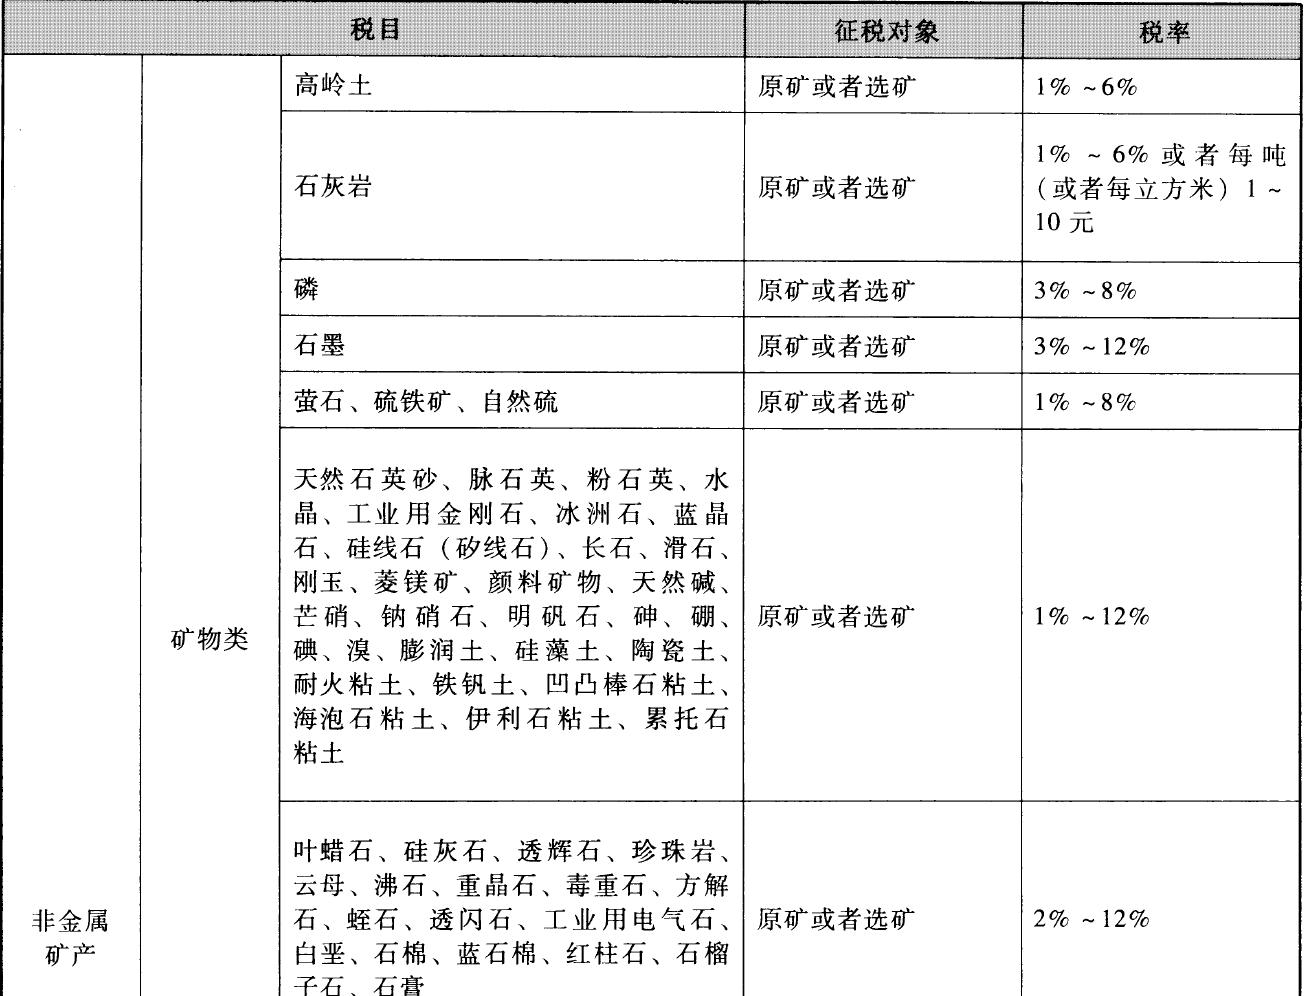 税目 征税对象 税率
高岭土 原矿或者选矿 1% ~6%
石灰岩 原矿或者选矿 1% ~ 6% 或者每吨
（或者每立方米）1 ~
10 元
磷 原矿或者选矿 3% ~8%
石墨 原矿或者选矿 3% ~12%
萤石、硫铁矿、自然硫 原矿或者选矿 1% ~8%
矿物类
天然石英砂、脉石英、粉石英、水
晶、工业用金刚石、冰洲石、蓝晶
石、硅线石（矽线石）、长石、滑石、
刚玉、菱镁矿、颜料矿物、天然碱、
芒硝、钠硝石、明矾石、砷、硼、
碘、溴、膨润土、硅藻土、陶瓷土、
耐火粘土、铁钒土、凹凸棒石粘土、
海泡石粘土、伊利石粘土、累托石
粘土
原矿或者选矿 1% ~12%
非金属
矿产
叶蜡石、硅灰石、透辉石、珍珠岩、
云母、沸石、重晶石、毒重石、方解
石、蛭石、透闪石、工业用电气石、
白垩、石棉、蓝石棉、红柱石、石榴
子石、石膏
原矿或者选矿 2% ~12%